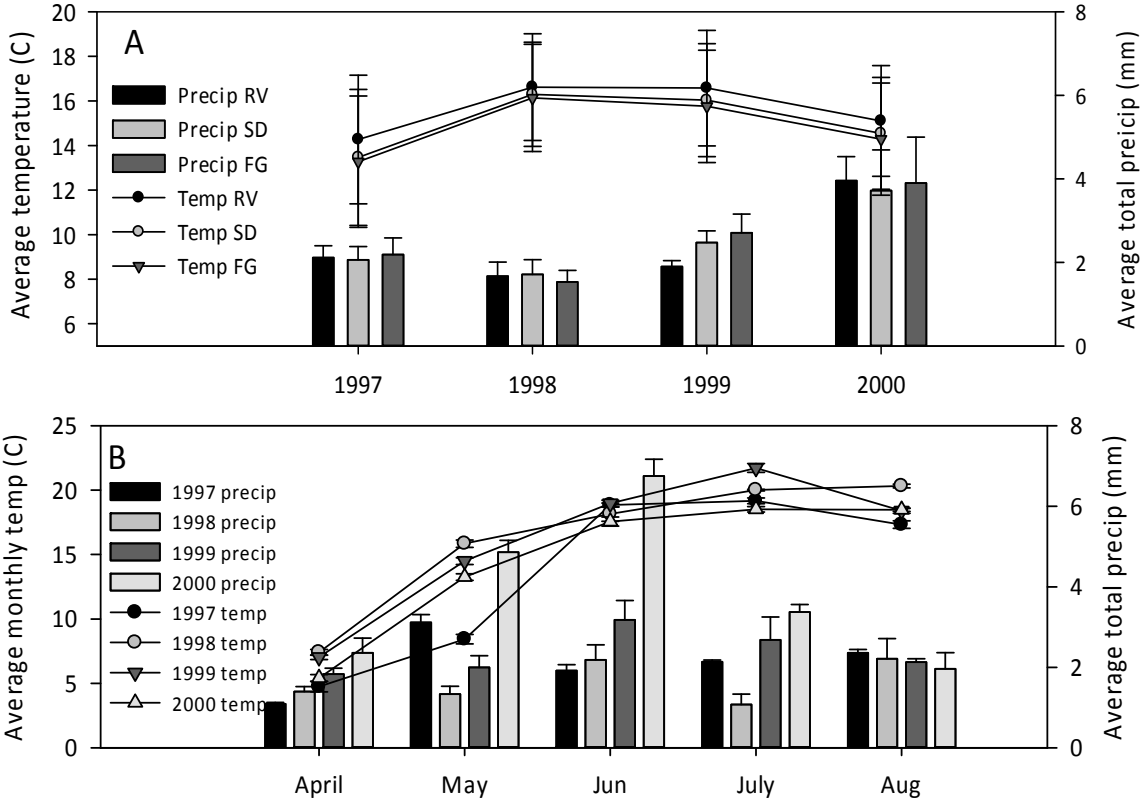 A
Average temperature (C)
20
18
16
14
12
10
8
6
Precip RV
Precip SD
Precip FG
Temp RV
Temp SD
Temp FG
8
6
4
2
0
Average total preicip (mm)
1997 1998 1999 2000
B
Average monthly temp (C)
25
20
15
10
5
0
1997 precip
1998 precip
1999 precip
2000 precip
1997 temp
1998 temp
1999 temp
2000 temp
8
6
4
2
0
Average total precip (mm)
April May Jun July Aug